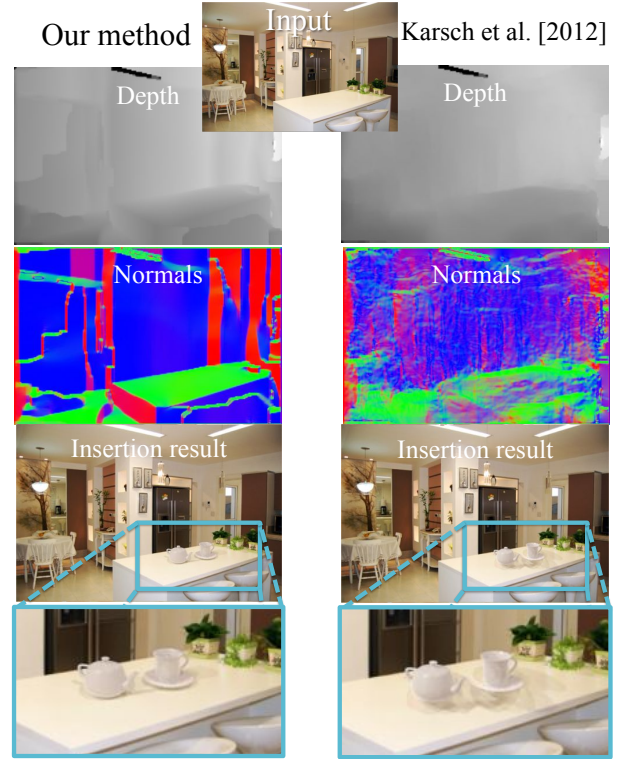 Our method
Input
Karsch et al. [2012]
Depth
Depth
Normals
Normals
Insertion result
Insertion result